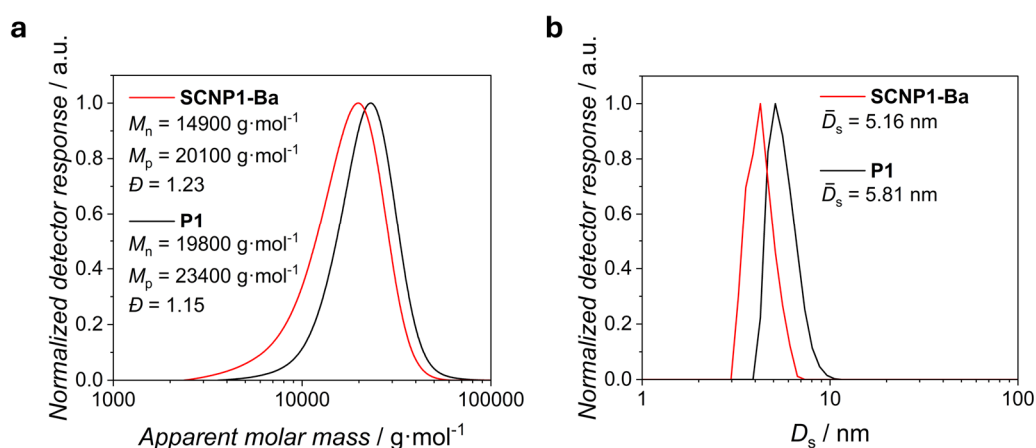 a
Normalized detector response / a.u.
1.0
0.8
0.6
0.4
0.2
0.0
SCNP1-Ba
Mn = 14900 g·mol-1
Mp = 20100 g·mol-1
Đ = 1.23
P1
Mn = 19800 g·mol-1
Mp = 23400 g·mol-1
Đ = 1.15
1000 10000 100000
Apparent molar mass / g·mol-1
b
Normalized detector response / a.u.
1.0
0.8
0.6
0.4
0.2
0.0
SCNP1-Ba
D̄s = 5.16 nm
P1
D̄s = 5.81 nm
1 10 100
Ds / nm